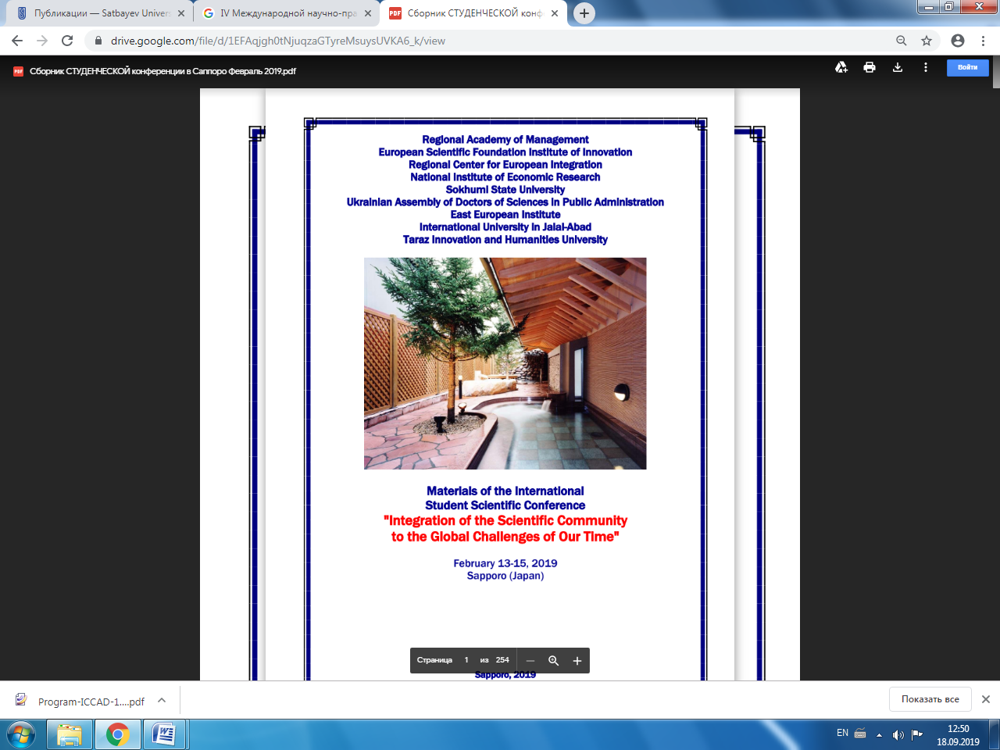 Публикации — Satbayev Univers
IV Международной научно-пра
Сборник СТУДЕНЧЕСКОЙ конф
drive.google.com/file/d/1EFAqjgh0tNjuqzaGTyreMsuysUVKA6_k/view
Сборник СТУДЕНЧЕСКОЙ конференции в Саппоро Февраль 2019.pdf
Войти
Regional Academy of Management
European Scientific Foundation Institute of Innovation
Regional Center for European Integration
National Institute of Economic Research
Sokhumi State University
Ukrainian Assembly of Doctors of Sciences in Public Administration
East European Institute
International University in Jalal-Abad
Taraz Innovation and Humanities University
Materials of the International
Student Scientific Conference
"Integration of the Scientific Community
to the Global Challenges of Our Time"
February 13-15, 2019
Sapporo (Japan)
Страница 1 из 254
Sapporo, 2019
Program-ICCAD-1....pdf
Показать все
EN
12:50
18.09.2019